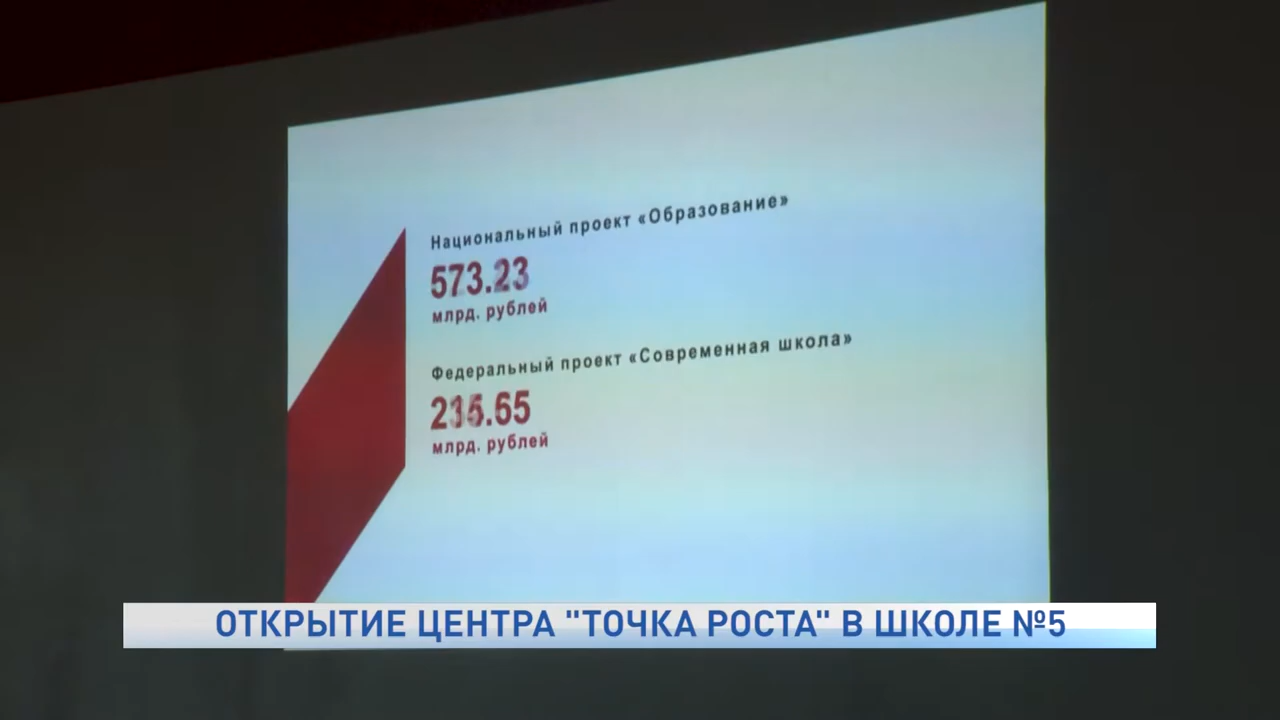 Национальный проект «Образование»
573.23
млрд. рублей
Федеральный проект «Современная школа»
млрд. рублей
ОТКРЫТИЕ ЦЕНТРА "ТОЧКА РОСТА" В ШКОЛЕ №5